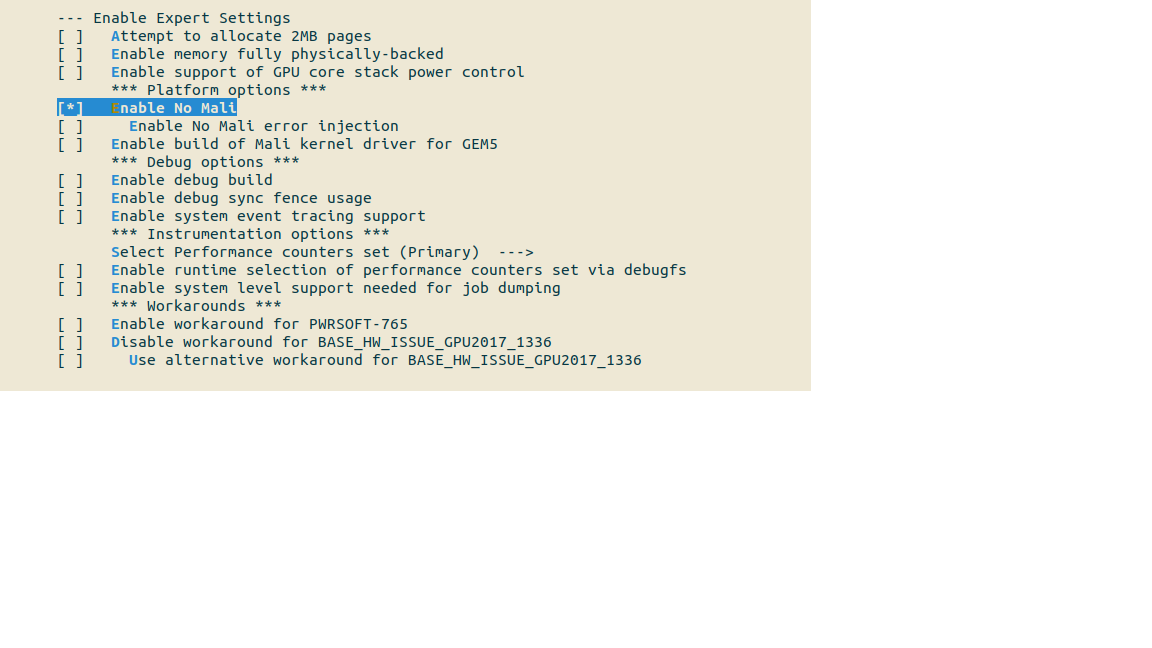 --- Enable Expert Settings
[ ]   Attempt to allocate 2MB pages
[ ]   Enable memory fully physically-backed
[ ]   Enable support of GPU core stack power control
      *** Platform options ***
[*]   Enable No Mali
[ ]     Enable No Mali error injection
[ ]   Enable build of Mali kernel driver for GEM5
      *** Debug options ***
[ ]   Enable debug build
[ ]   Enable debug sync fence usage
[ ]   Enable system event tracing support
      *** Instrumentation options ***
      Select Performance counters set (Primary)  --->
[ ]   Enable runtime selection of performance counters set via debugfs
[ ]   Enable system level support needed for job dumping
      *** Workarounds ***
[ ]   Enable workaround for PWRSOFT-765
[ ]   Disable workaround for BASE_HW_ISSUE_GPU2017_1336
[ ]     Use alternative workaround for BASE_HW_ISSUE_GPU2017_1336